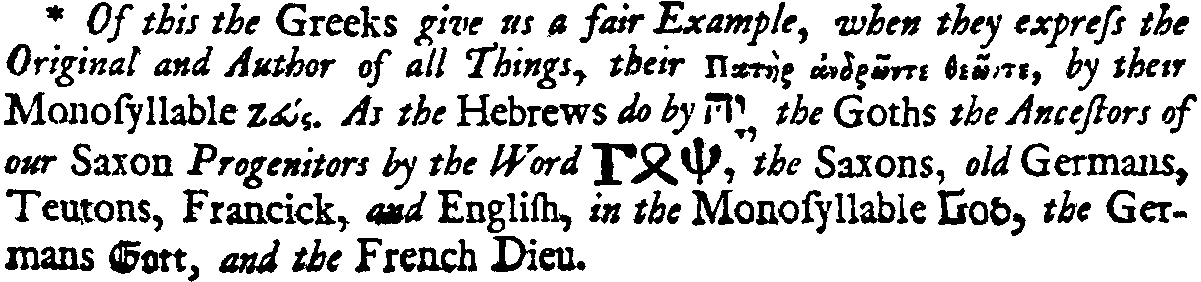 * Of this the Greeks give us a fair Example, when they expreſs the
Original and Author of all Things, their Πατὴρ ἀνδρῶντε θεῶντε, by their
Monoſyllable Ζεύς. As the Hebrews do by יה, the Goths the Anceſtors of
our Saxon Progenitors by the Word the Saxons, old Germans,
Teutons, Francick, and Engliſh, in the Monoſyllable God, the Ger-
mans Gott, and the French Dieu.